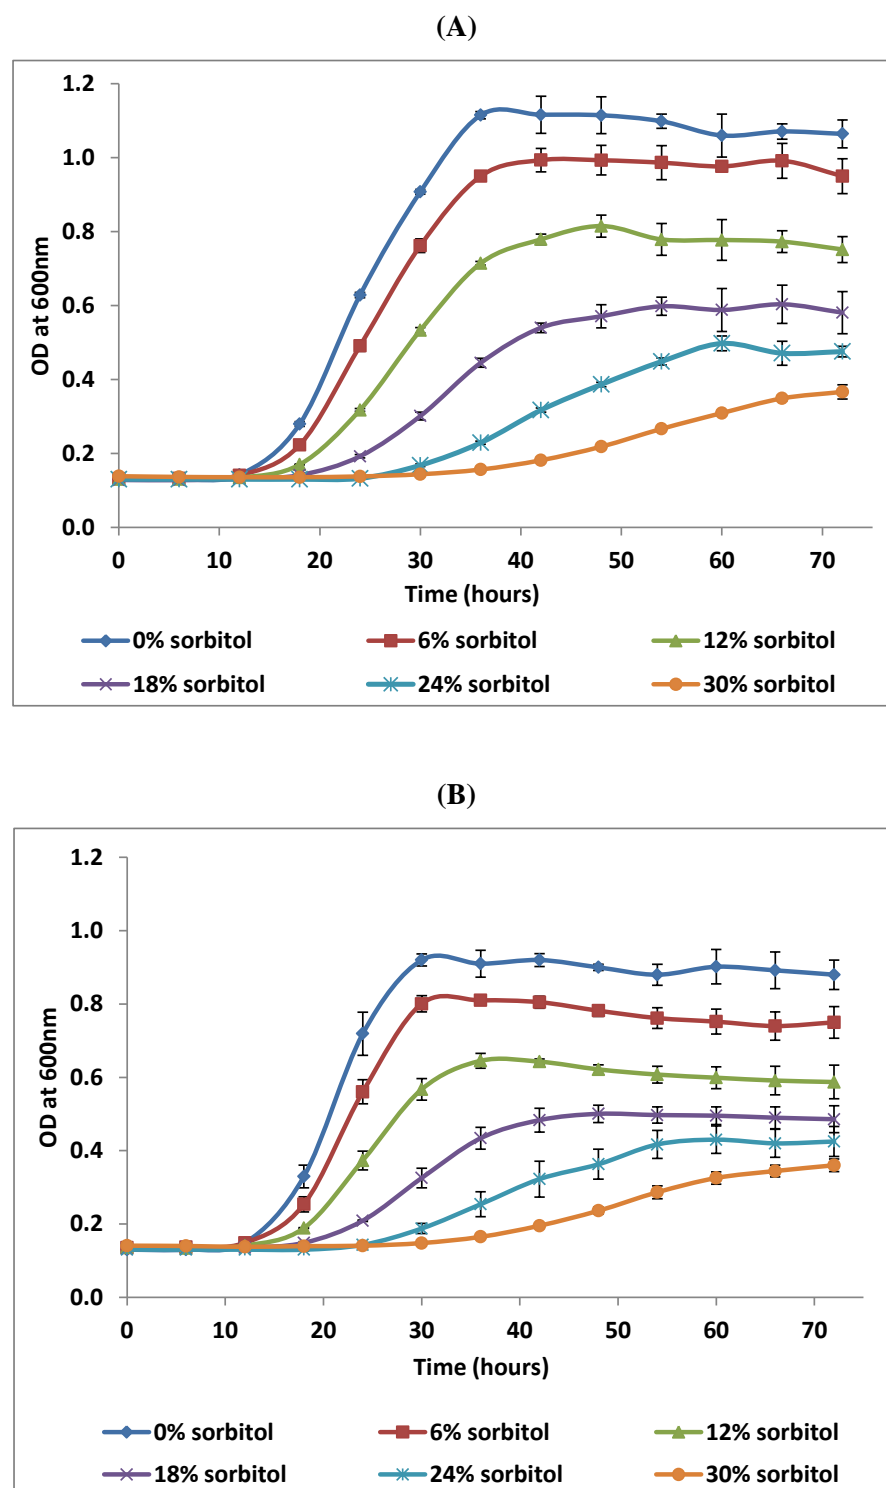 (A)
1.2
1.0
0.8
0.6
0.4
0.2
0.0
OD at 600nm
0 10 20 30 40 50 60 70
Time (hours)
0% sorbitol 6% sorbitol 12% sorbitol
18% sorbitol 24% sorbitol 30% sorbitol
(B)
1.2
1.0
0.8
0.6
0.4
0.2
0.0
OD at 600nm
0 10 20 30 40 50 60 70
Time (hours)
0% sorbitol 6% sorbitol 12% sorbitol
18% sorbitol 24% sorbitol 30% sorbitol